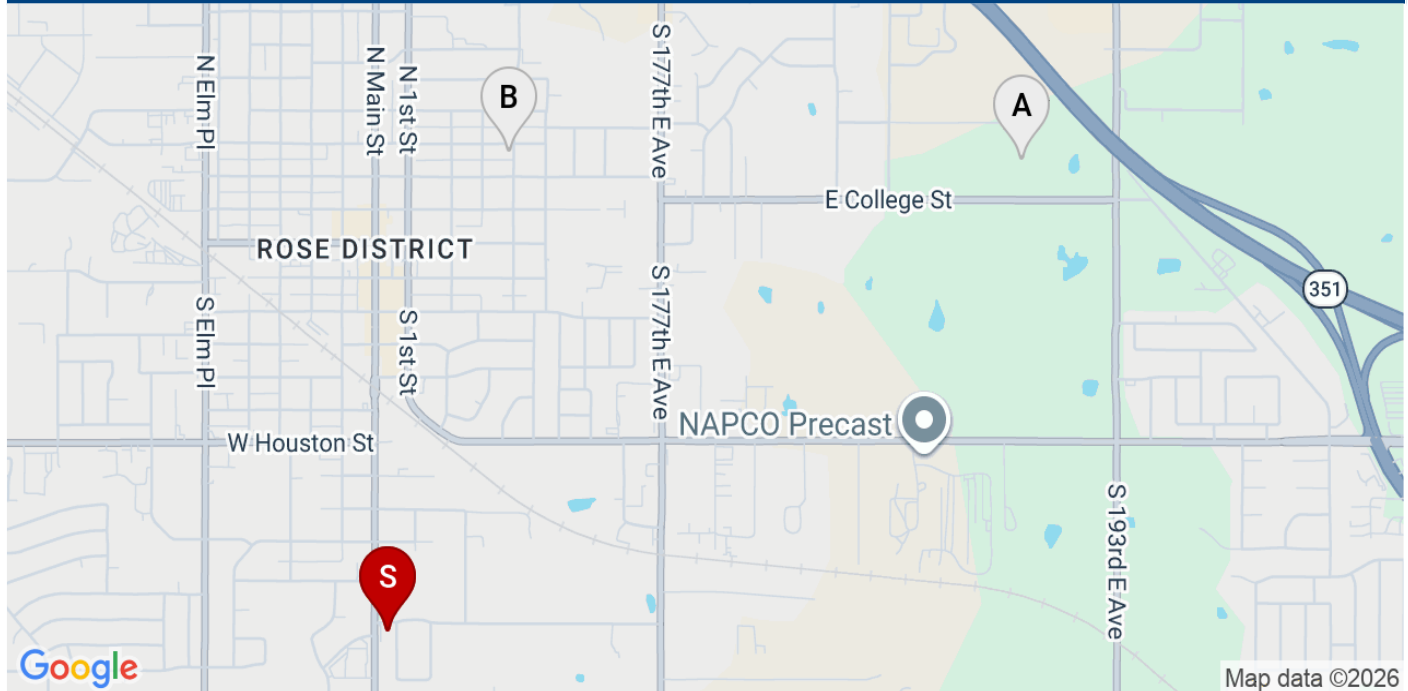 N Elm Pl
N Main St
N 1st St
B
S 177th E Ave
A
E College St
ROSE DISTRICT
S Elm Pl
S 1st St
S 177th E Ave
351
NAPCO Precast
W Houston St
S 193rd E Ave
S
Google
Map data ©2026